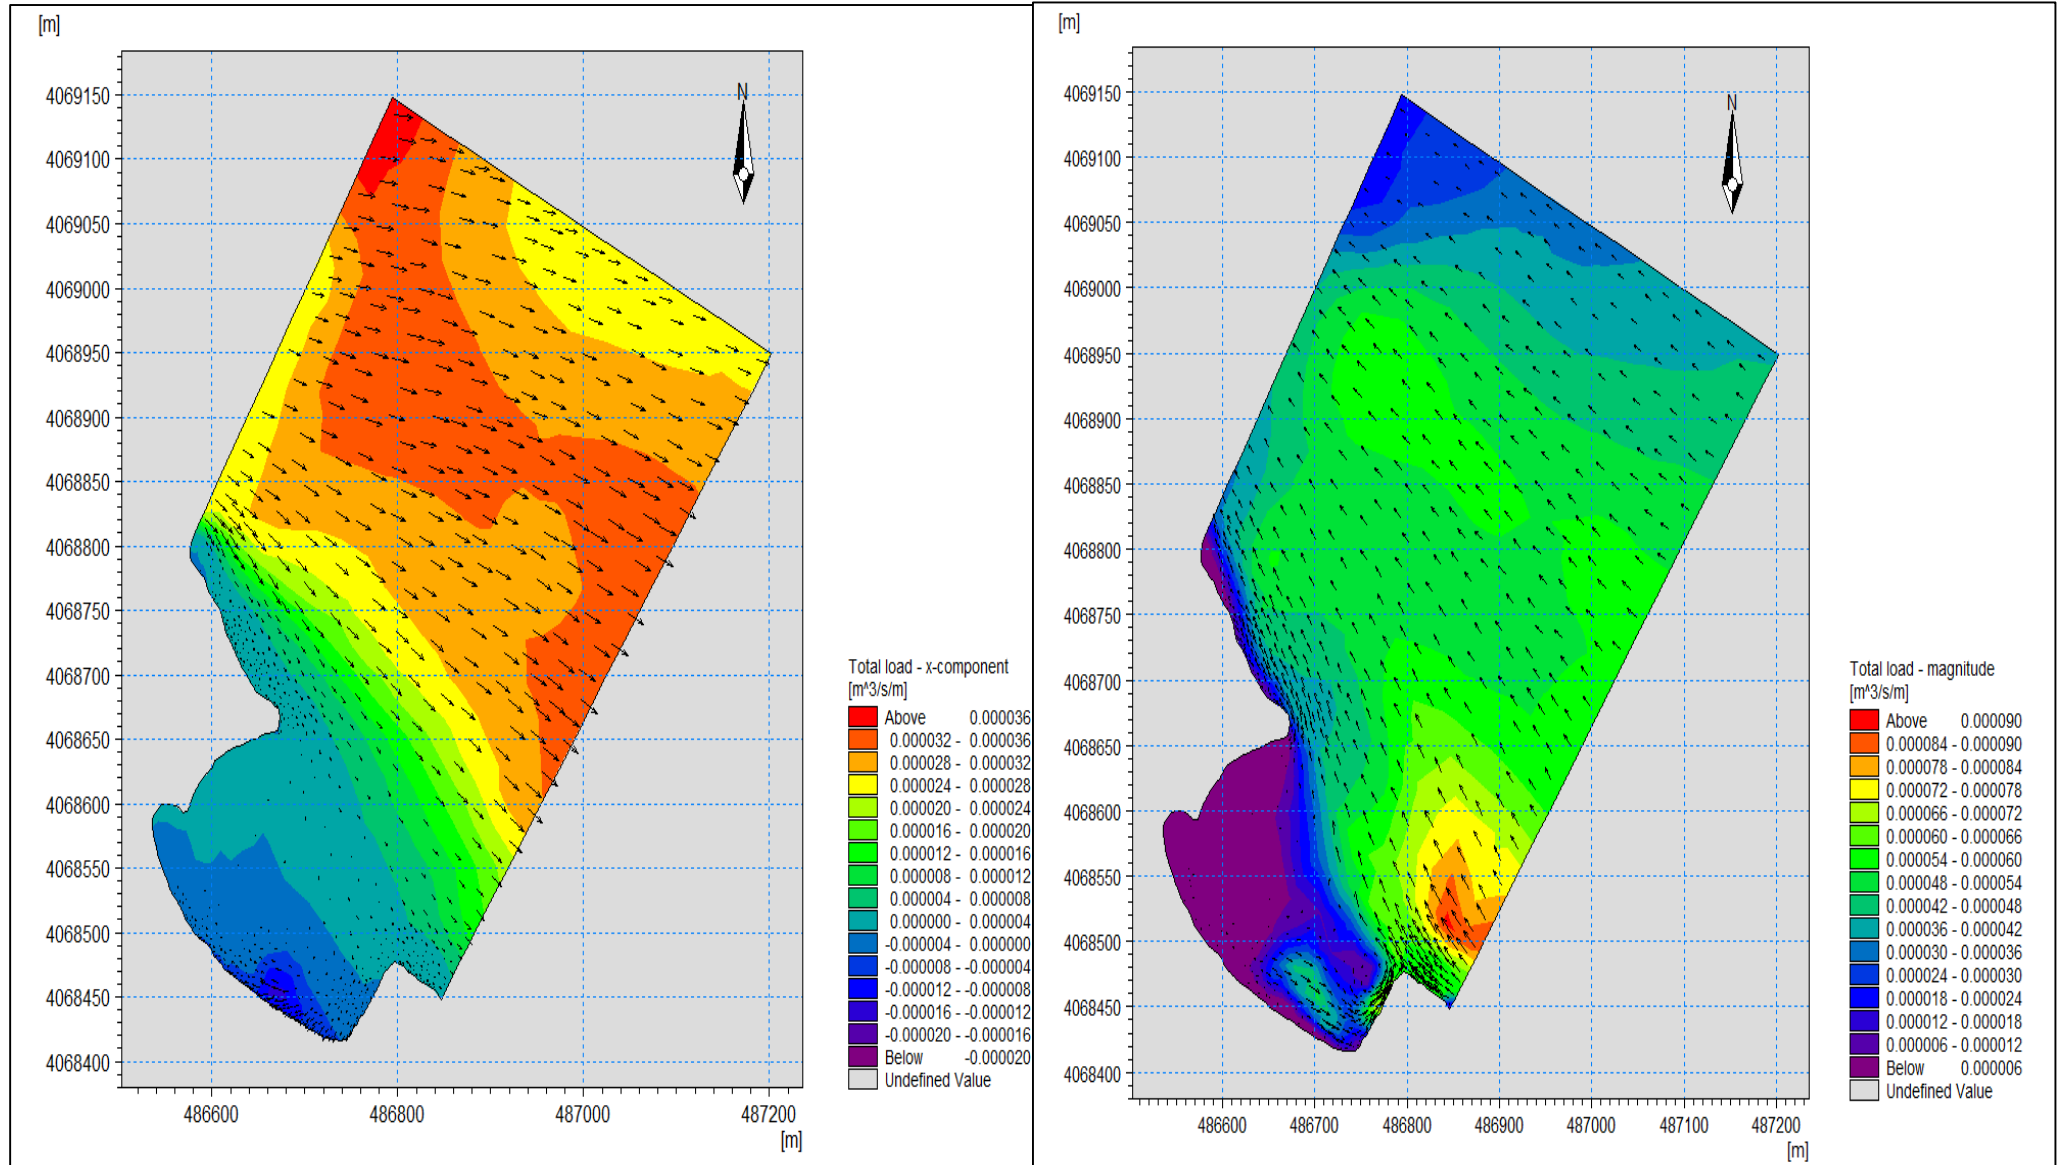 [m]
N
4069150
4069100
4069050
4069000
4068950
4068900
4068850
4068800
4068750
4068700
4068650
4068600
4068550
4068500
4068450
4068400
486600 486800 487000 487200
[m]
Total load - x-component
[m^3/s/m]
Above 0.000036
0.000032 - 0.000036
0.000028 - 0.000032
0.000024 - 0.000028
0.000020 - 0.000024
0.000016 - 0.000020
0.000012 - 0.000016
0.000008 - 0.000012
0.000004 - 0.000008
0.000000 - 0.000004
-0.000004 - 0.000000
-0.000008 - -0.000004
-0.000012 - -0.000008
-0.000016 - -0.000012
-0.000020 - -0.000016
Below -0.000020
Undefined Value
[m]
N
4069150
4069100
4069050
4069000
4068950
4068900
4068850
4068800
4068750
4068700
4068650
4068600
4068550
4068500
4068450
4068400
486600 486700 486800 486900 487000 487100 487200
[m]
Total load - magnitude
[m^3/s/m]
Above 0.000090
0.000084 - 0.000090
0.000078 - 0.000084
0.000072 - 0.000078
0.000066 - 0.000072
0.000060 - 0.000066
0.000054 - 0.000060
0.000048 - 0.000054
0.000042 - 0.000048
0.000036 - 0.000042
0.000030 - 0.000036
0.000024 - 0.000030
0.000018 - 0.000024
0.000012 - 0.000018
0.000006 - 0.000012
Below 0.000006
Undefined Value